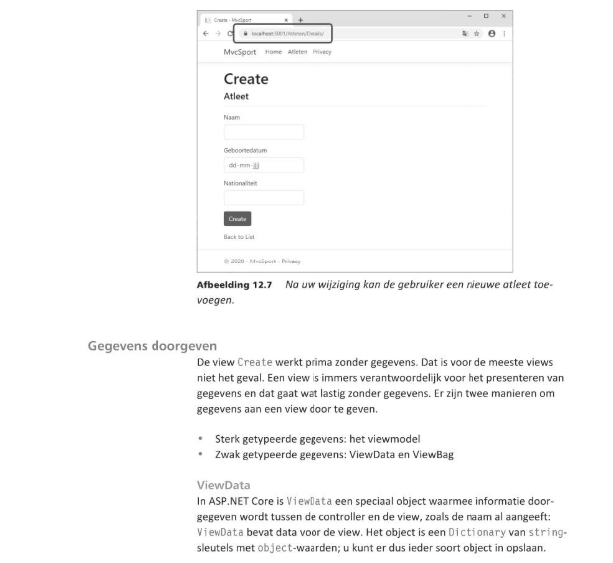 Create - MvcSport
localhost:5001/Atleten/Details/
MvcSport Home Atleten Privacy
Create
Atleet
Naam
Geboortedatum
dd-mm-jjjj
Nationaliteit
Create
Back to List
© 2020 - MvcSport - Privacy
Afbeelding 12.7 Na uw wijziging kan de gebruiker een nieuwe atleet toe-
voegen.
Gegevens doorgeven
De view Create werkt prima zonder gegevens. Dat is voor de meeste views
niet het geval. Een view is immers verantwoordelijk voor het presenteren van
gegevens en dat gaat wat lastig zonder gegevens. Er zijn twee manieren om
gegevens aan een view door te geven.
• Sterk getypeerde gegevens: het viewmodel
• Zwak getypeerde gegevens: ViewData en ViewBag
ViewData
In ASP.NET Core is ViewData een speciaal object waarmee informatie door-
gegeven wordt tussen de controller en de view, zoals de naam al aangeeft:
ViewData bevat data voor de view. Het object is een Dictionary van string-
sleutels met object-waarden; u kunt er dus ieder soort object in opslaan.